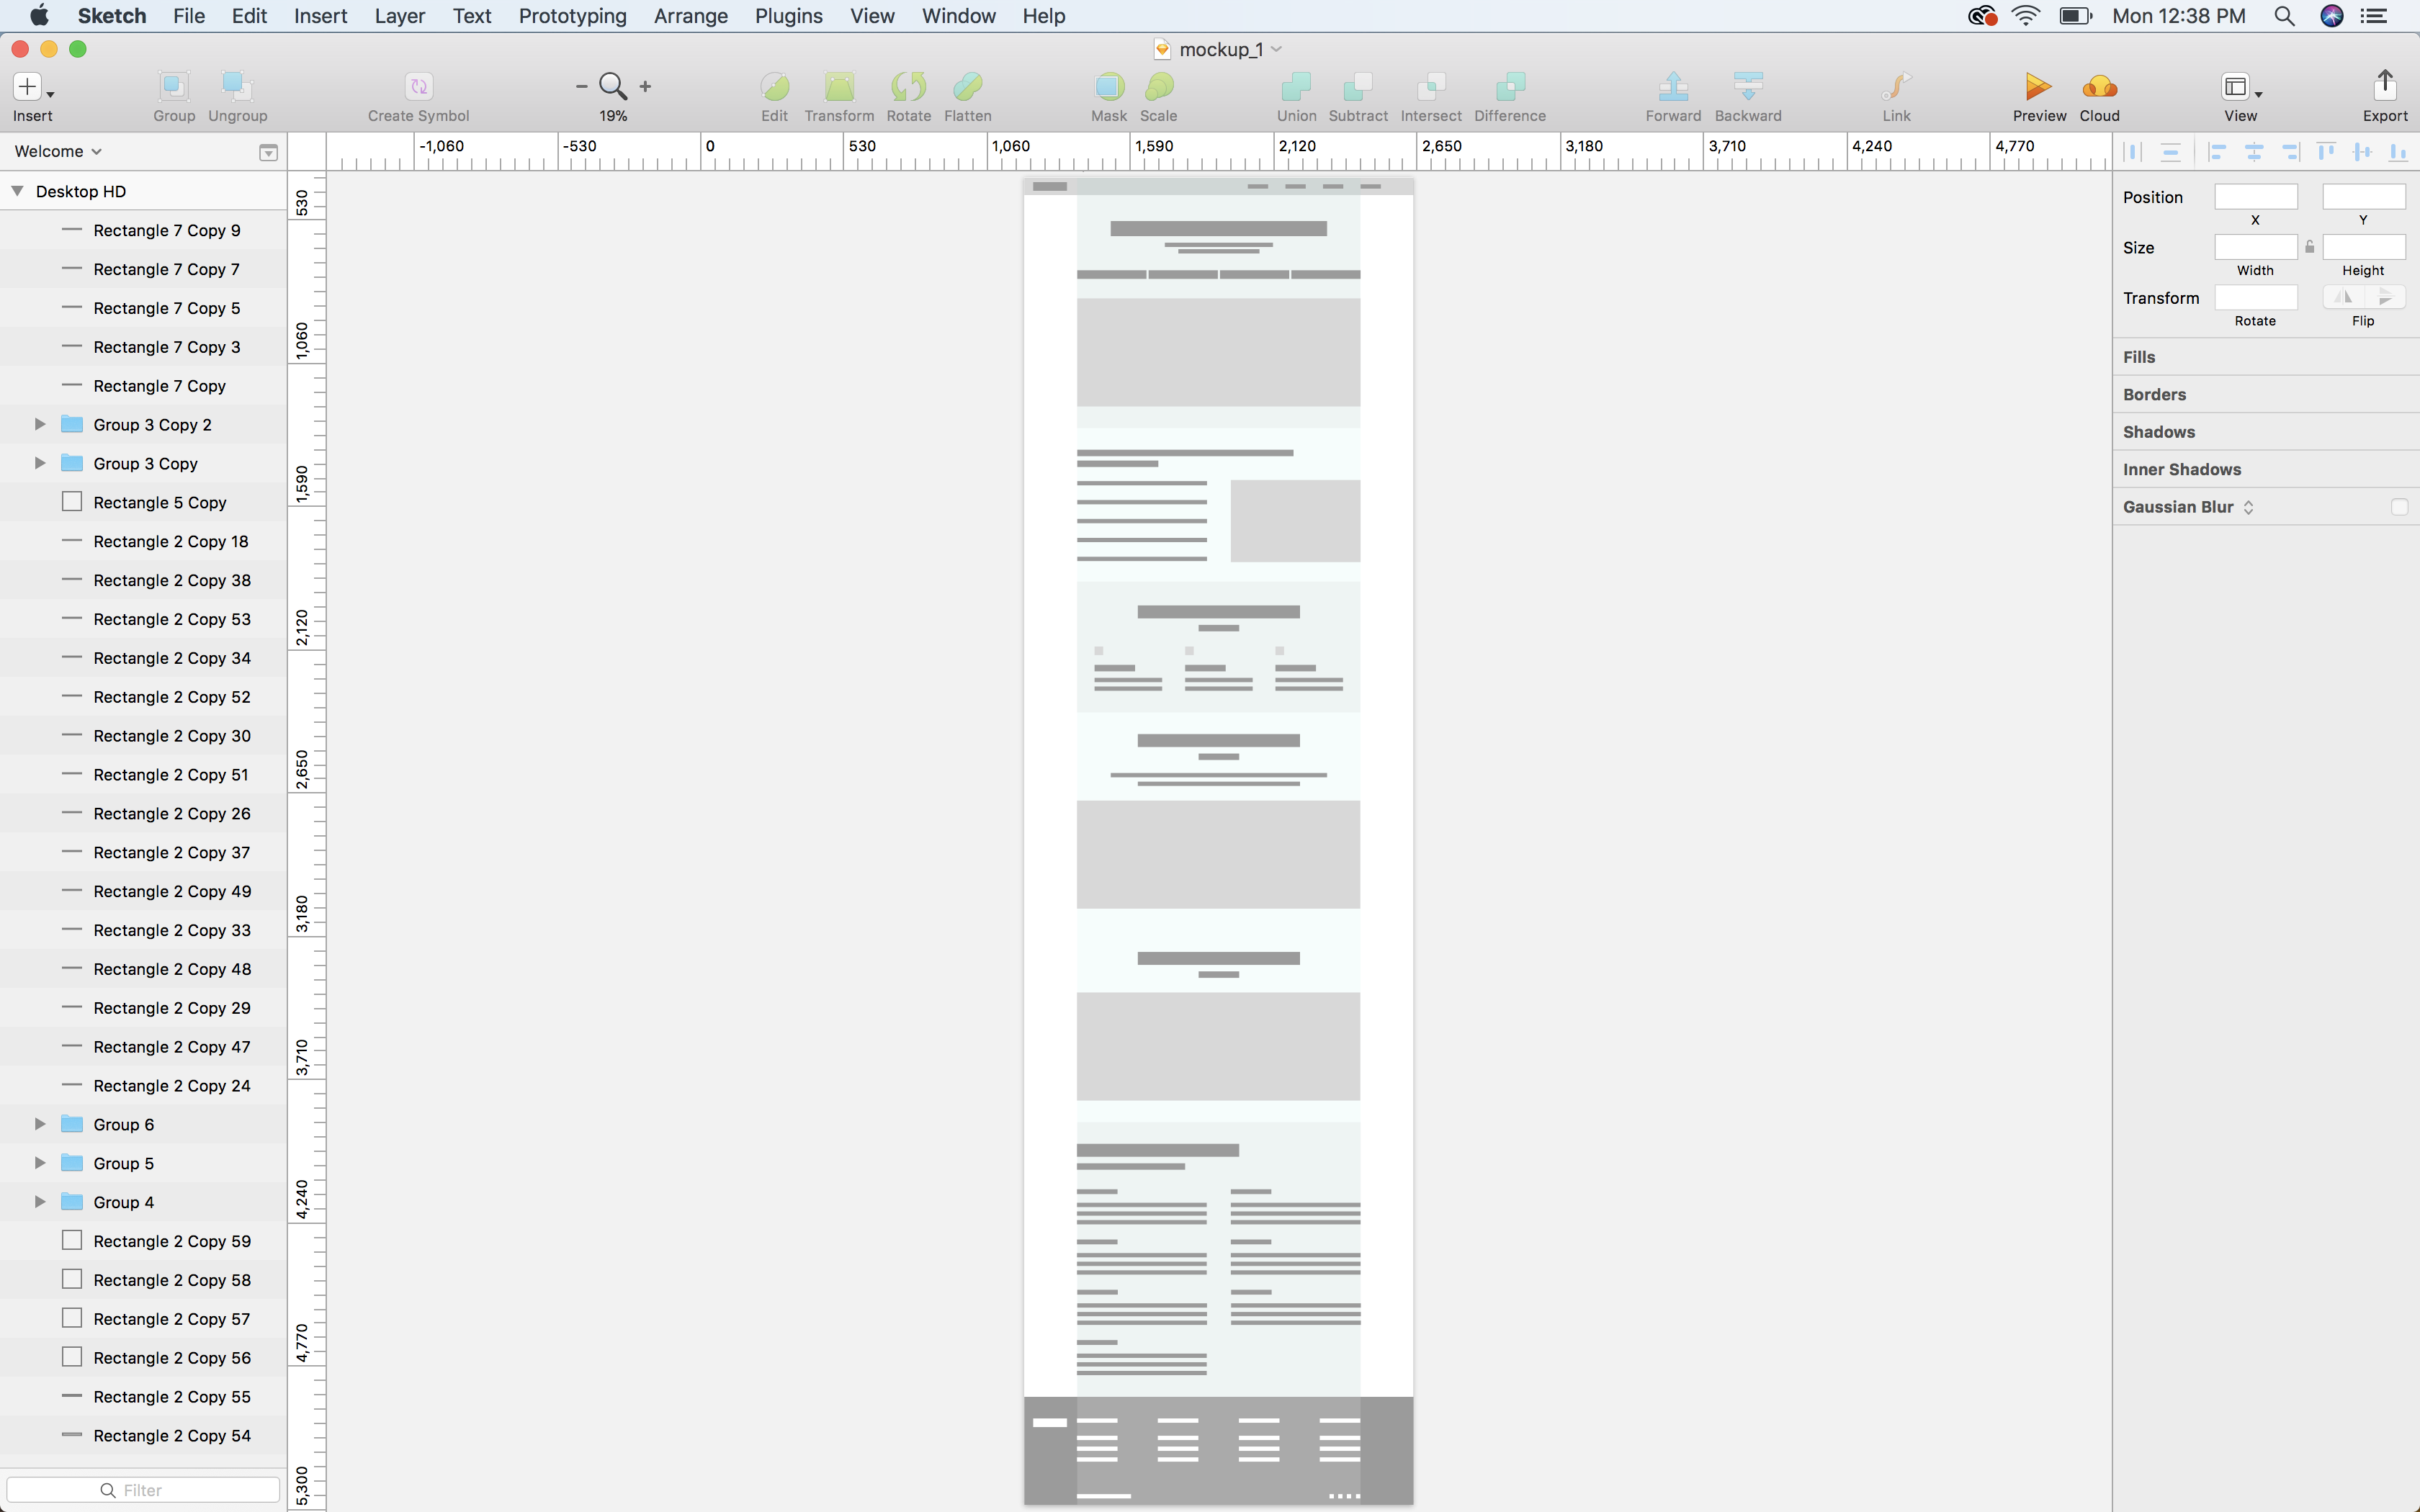 Sketch File Edit Insert Layer Text Prototyping Arrange Plugins View Window Help Mon 12:38 PM
mockup_1
Insert Group Ungroup Create Symbol 19% Edit Transform Rotate Flatten Mask Scale Union Subtract Intersect Difference Forward Backward Link Preview Cloud View Export
Welcome
-1,060 -530 0 530 1,060 1,590 2,120 2,650 3,180 3,710 4,240 4,770
530
1,060
1,590
2,120
2,650
3,180
3,710
4,240
4,770
5,300
Desktop HD
Rectangle 7 Copy 9
Rectangle 7 Copy 7
Rectangle 7 Copy 5
Rectangle 7 Copy 3
Rectangle 7 Copy
Group 3 Copy 2
Group 3 Copy
Rectangle 5 Copy
Rectangle 2 Copy 18
Rectangle 2 Copy 38
Rectangle 2 Copy 53
Rectangle 2 Copy 34
Rectangle 2 Copy 52
Rectangle 2 Copy 30
Rectangle 2 Copy 51
Rectangle 2 Copy 26
Rectangle 2 Copy 37
Rectangle 2 Copy 49
Rectangle 2 Copy 33
Rectangle 2 Copy 48
Rectangle 2 Copy 29
Rectangle 2 Copy 47
Rectangle 2 Copy 24
Group 6
Group 5
Group 4
Rectangle 2 Copy 59
Rectangle 2 Copy 58
Rectangle 2 Copy 57
Rectangle 2 Copy 56
Rectangle 2 Copy 55
Rectangle 2 Copy 54
Filter
Position
X Y
Size
Width Height
Transform
Rotate Flip
Fills
Borders
Shadows
Inner Shadows
Gaussian Blur